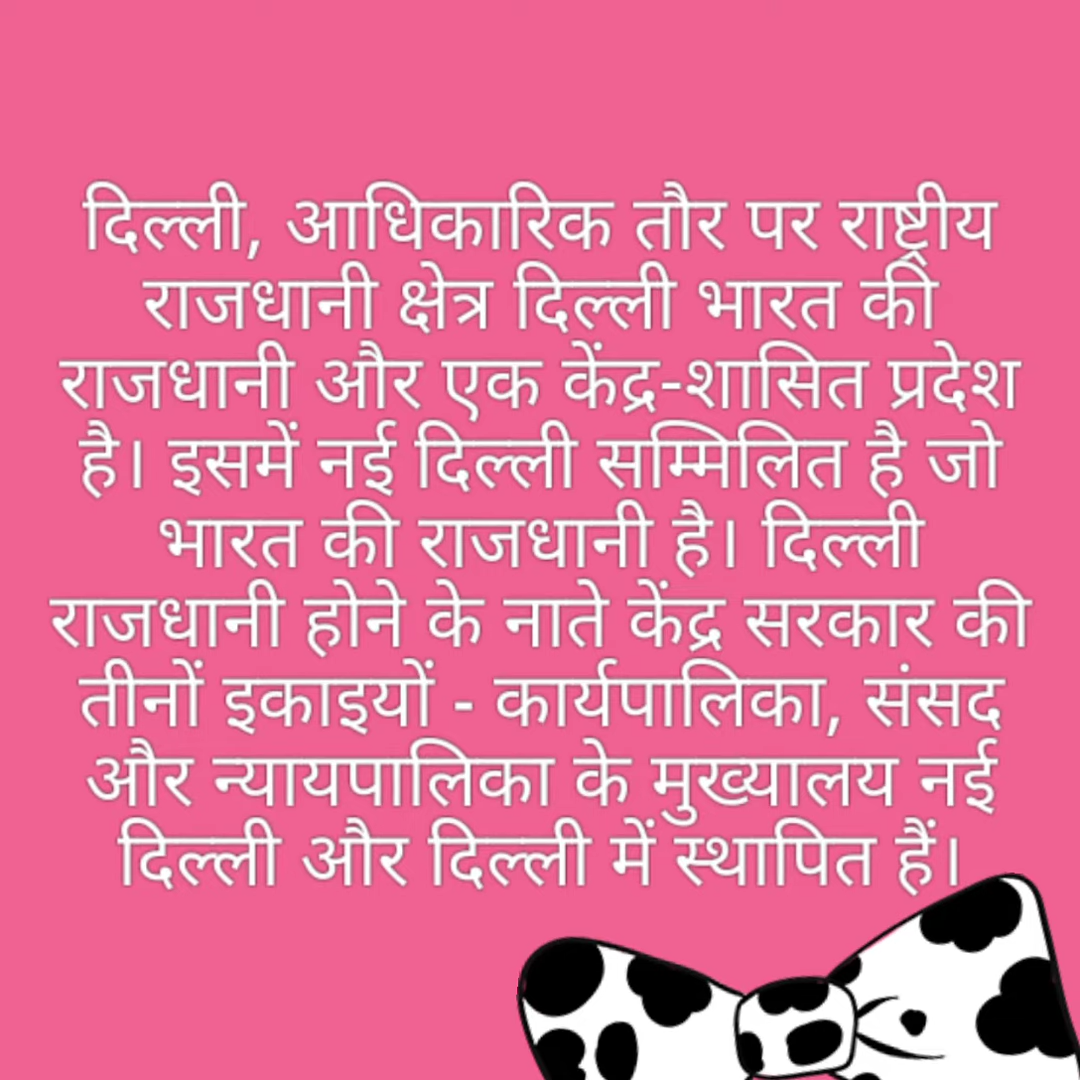 दिल्ली, आधिकारिक तौर पर राष्ट्रीय
राजधानी क्षेत्र दिल्ली भारत की
राजधानी और एक केंद्र-शासित प्रदेश
है। इसमें नई दिल्ली सम्मिलित है जो
भारत की राजधानी है। दिल्ली
राजधानी होने के नाते केंद्र सरकार की
तीनों इकाइयों - कार्यपालिका, संसद
और न्यायपालिका के मुख्यालय नई
दिल्ली और दिल्ली में स्थापित हैं।